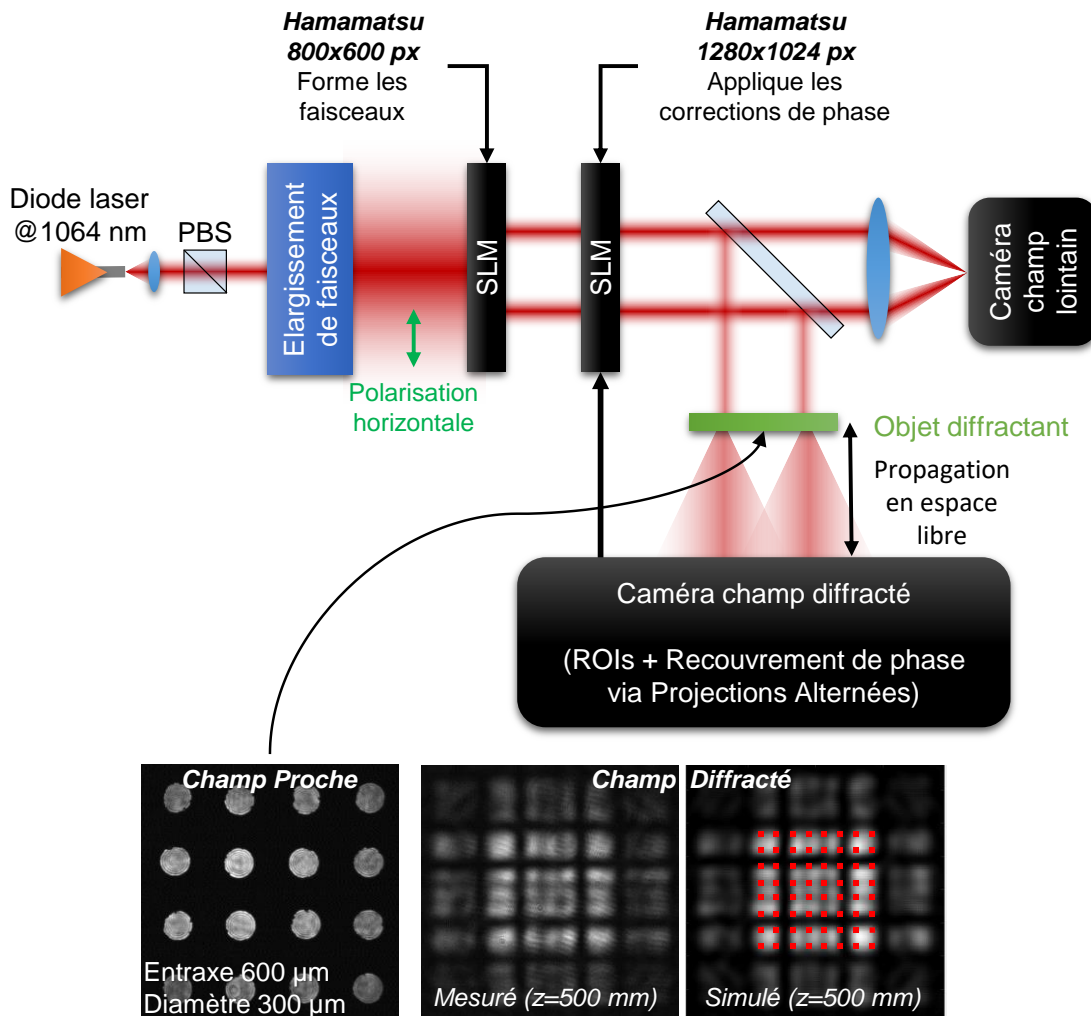 Hamamatsu
800x600 px
Forme les
faisceaux
Hamamatsu
1280x1024 px
Applique les
corrections de phase
Diode laser
@1064 nm
PBS
Elargissement
de faisceaux
SLM
SLM
Caméra
champ
lointain
Polarisation
horizontale
Objet diffractant
Propagation
en espace
libre
Caméra champ diffracté
(ROIs + Recouvrement de phase
via Projections Alternées)
Champ Proche
Entraxe 600 µm
Diamètre 300 µm
Champ Diffracté
Mesuré (z=500 mm)
Simulé (z=500 mm)